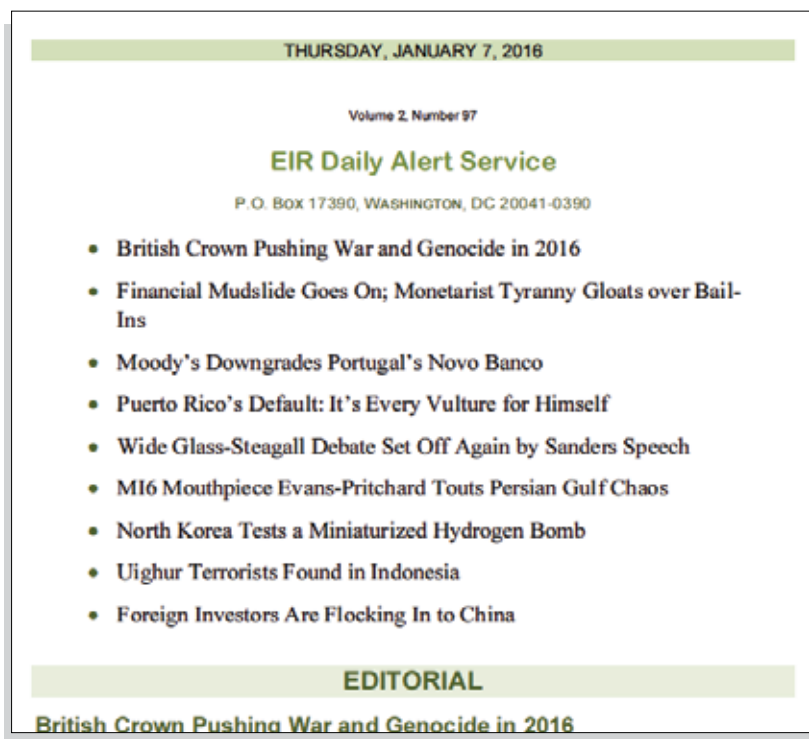 THURSDAY, JANUARY 7, 2016
Volume 2, Number 97
EIR Daily Alert Service
P.O. BOX 17390, WASHINGTON, DC 20041-0390
• British Crown Pushing War and Genocide in 2016
• Financial Mudslide Goes On; Monetarist Tyranny Gloats over Bail-
Ins
• Moody's Downgrades Portugal's Novo Banco
• Puerto Rico's Default: It's Every Vulture for Himself
• Wide Glass-Steagall Debate Set Off Again by Sanders Speech
• MI6 Mouthpiece Evans-Pritchard Touts Persian Gulf Chaos
• North Korea Tests a Miniaturized Hydrogen Bomb
• Uighur Terrorists Found in Indonesia
• Foreign Investors Are Flocking In to China
EDITORIAL
British Crown Pushing War and Genocide in 2016